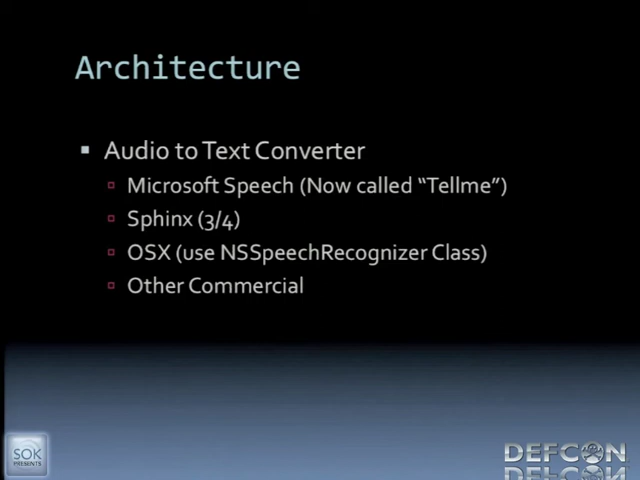 Architecture
Audio to Text Converter
Microsoft Speech (Now called “Tellme”)
Sphinx (3/4)
OSX (use NSSpeechRecognizer Class)
Other Commercial
SOK
PRESENTS
DEFCON